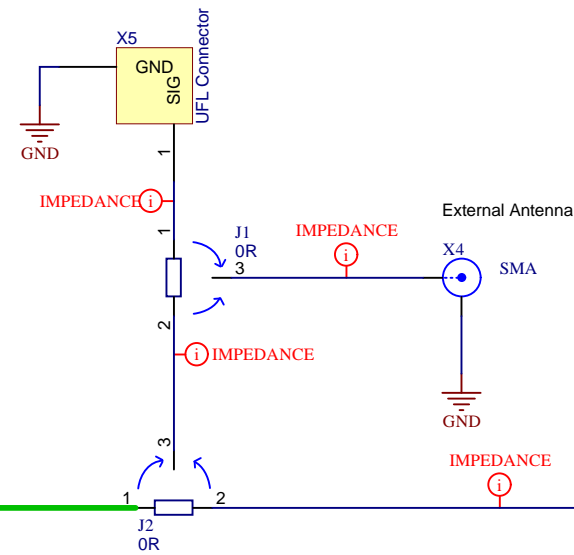 X5
GND
SIG
UFL Connector
GND
1
IMPEDANCE
i
1
J1
0R
3
IMPEDANCE
i
External Antenna
X4
SMA
2
i
IMPEDANCE
GND
3
IMPEDANCE
i
1
2
J2
0R